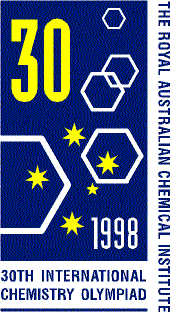 30
1998
30TH INTERNATIONAL
CHEMISTRY OLYMPIAD
THE ROYAL AUSTRALIAN CHEMICAL INSTITUTE